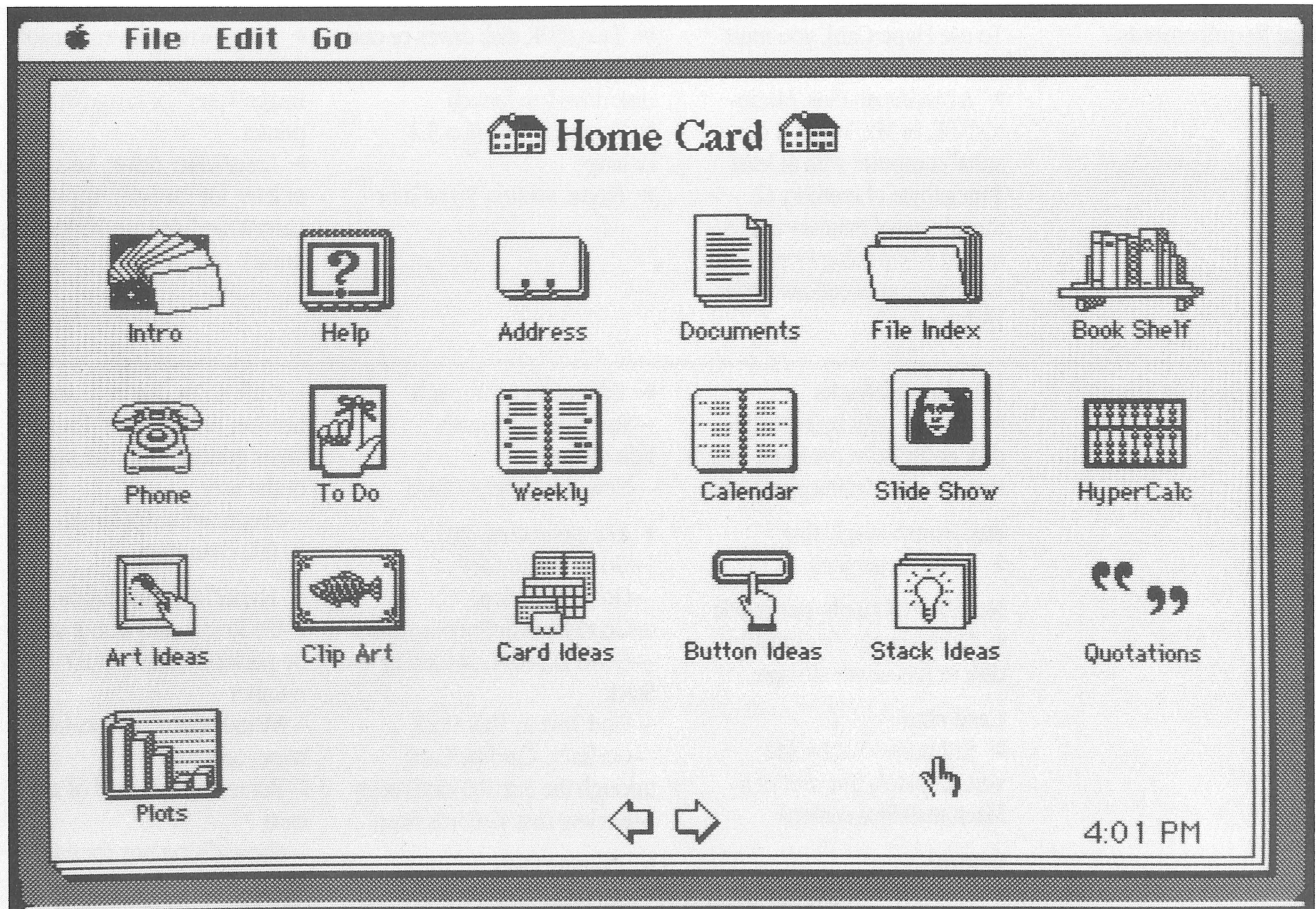 File Edit Go
Home Card
Intro Help Address Documents File Index Book Shelf
Phone To Do Weekly Calendar Slide Show HyperCalc
Art Ideas Clip Art Card Ideas Button Ideas Stack Ideas Quotations
Plots
4:01 PM